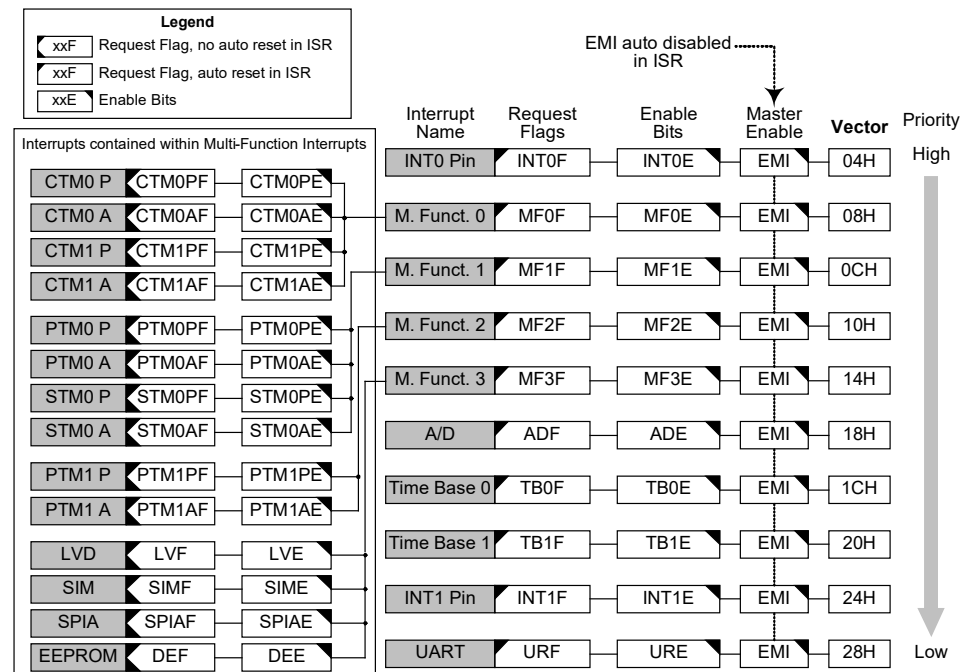 Legend
xxF Request Flag, no auto reset in ISR
xxF Request Flag, auto reset in ISR
xxE Enable Bits
EMI auto disabled
in ISR
Interrupt Name Request Flags Enable Bits Master Enable Vector Priority
INT0 Pin INT0F INT0E EMI 04H High
M. Funct. 0 MF0F MF0E EMI 08H
M. Funct. 1 MF1F MF1E EMI 0CH
M. Funct. 2 MF2F MF2E EMI 10H
M. Funct. 3 MF3F MF3E EMI 14H
A/D ADF ADE EMI 18H
Time Base 0 TB0F TB0E EMI 1CH
Time Base 1 TB1F TB1E EMI 20H
INT1 Pin INT1F INT1E EMI 24H
UART URF URE EMI 28H Low
Interrupts contained within Multi-Function Interrupts
CTM0 P CTM0PF CTM0PE
CTM0 A CTM0AF CTM0AE
CTM1 P CTM1PF CTM1PE
CTM1 A CTM1AF CTM1AE
PTM0 P PTM0PF PTM0PE
PTM0 A PTM0AF PTM0AE
STM0 P STM0PF STM0PE
STM0 A STM0AF STM0AE
PTM1 P PTM1PF PTM1PE
PTM1 A PTM1AF PTM1AE
LVD LVF LVE
SIM SIMF SIME
SPIA SPIAF SPIAE
EEPROM DEF DEE